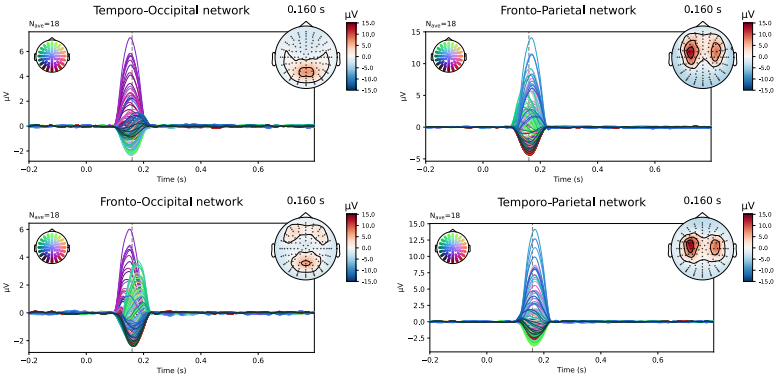 Temporo-Occipital network
0.160 s
μV
Nave=18
15.0
10.0
5.0
0.0
-5.0
-10.0
-15.0
6
4
2
0
−2
μV
−0.2
0.0
0.2
0.4
0.6
Time (s)
Fronto-Parietal network
0.160 s
μV
Nave=18
15.0
10.0
5.0
0.0
-5.0
-10.0
-15.0
15
10
5
0
−5
μV
−0.2
0.0
0.2
0.4
0.6
Time (s)
Fronto-Occipital network
0.160 s
μV
Nave=18
15.0
10.0
5.0
0.0
-5.0
-10.0
-15.0
6
4
2
0
−2
μV
−0.2
0.0
0.2
0.4
0.6
Time (s)
Temporo-Parietal network
0.160 s
μV
Nave=18
15.0
10.0
5.0
0.0
-5.0
-10.0
-15.0
15.0
12.5
10.0
7.5
5.0
2.5
0.0
−2.5
μV
−0.2
0.0
0.2
0.4
0.6
Time (s)